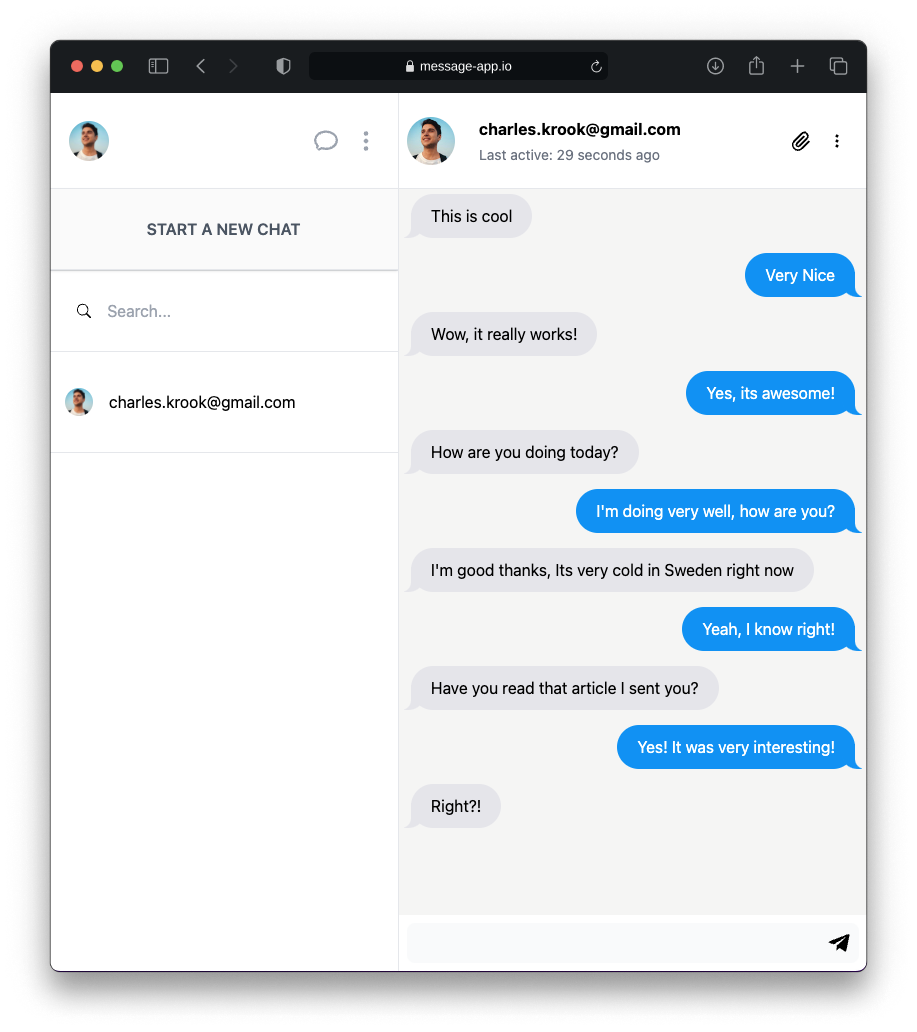 message-app.io
charles.krook@gmail.com
Last active: 29 seconds ago
START A NEW CHAT
Search...
charles.krook@gmail.com
This is cool
Very Nice
Wow, it really works!
Yes, its awesome!
How are you doing today?
I'm doing very well, how are you?
I'm good thanks, Its very cold in Sweden right now
Yeah, I know right!
Have you read that article I sent you?
Yes! It was very interesting!
Right?!